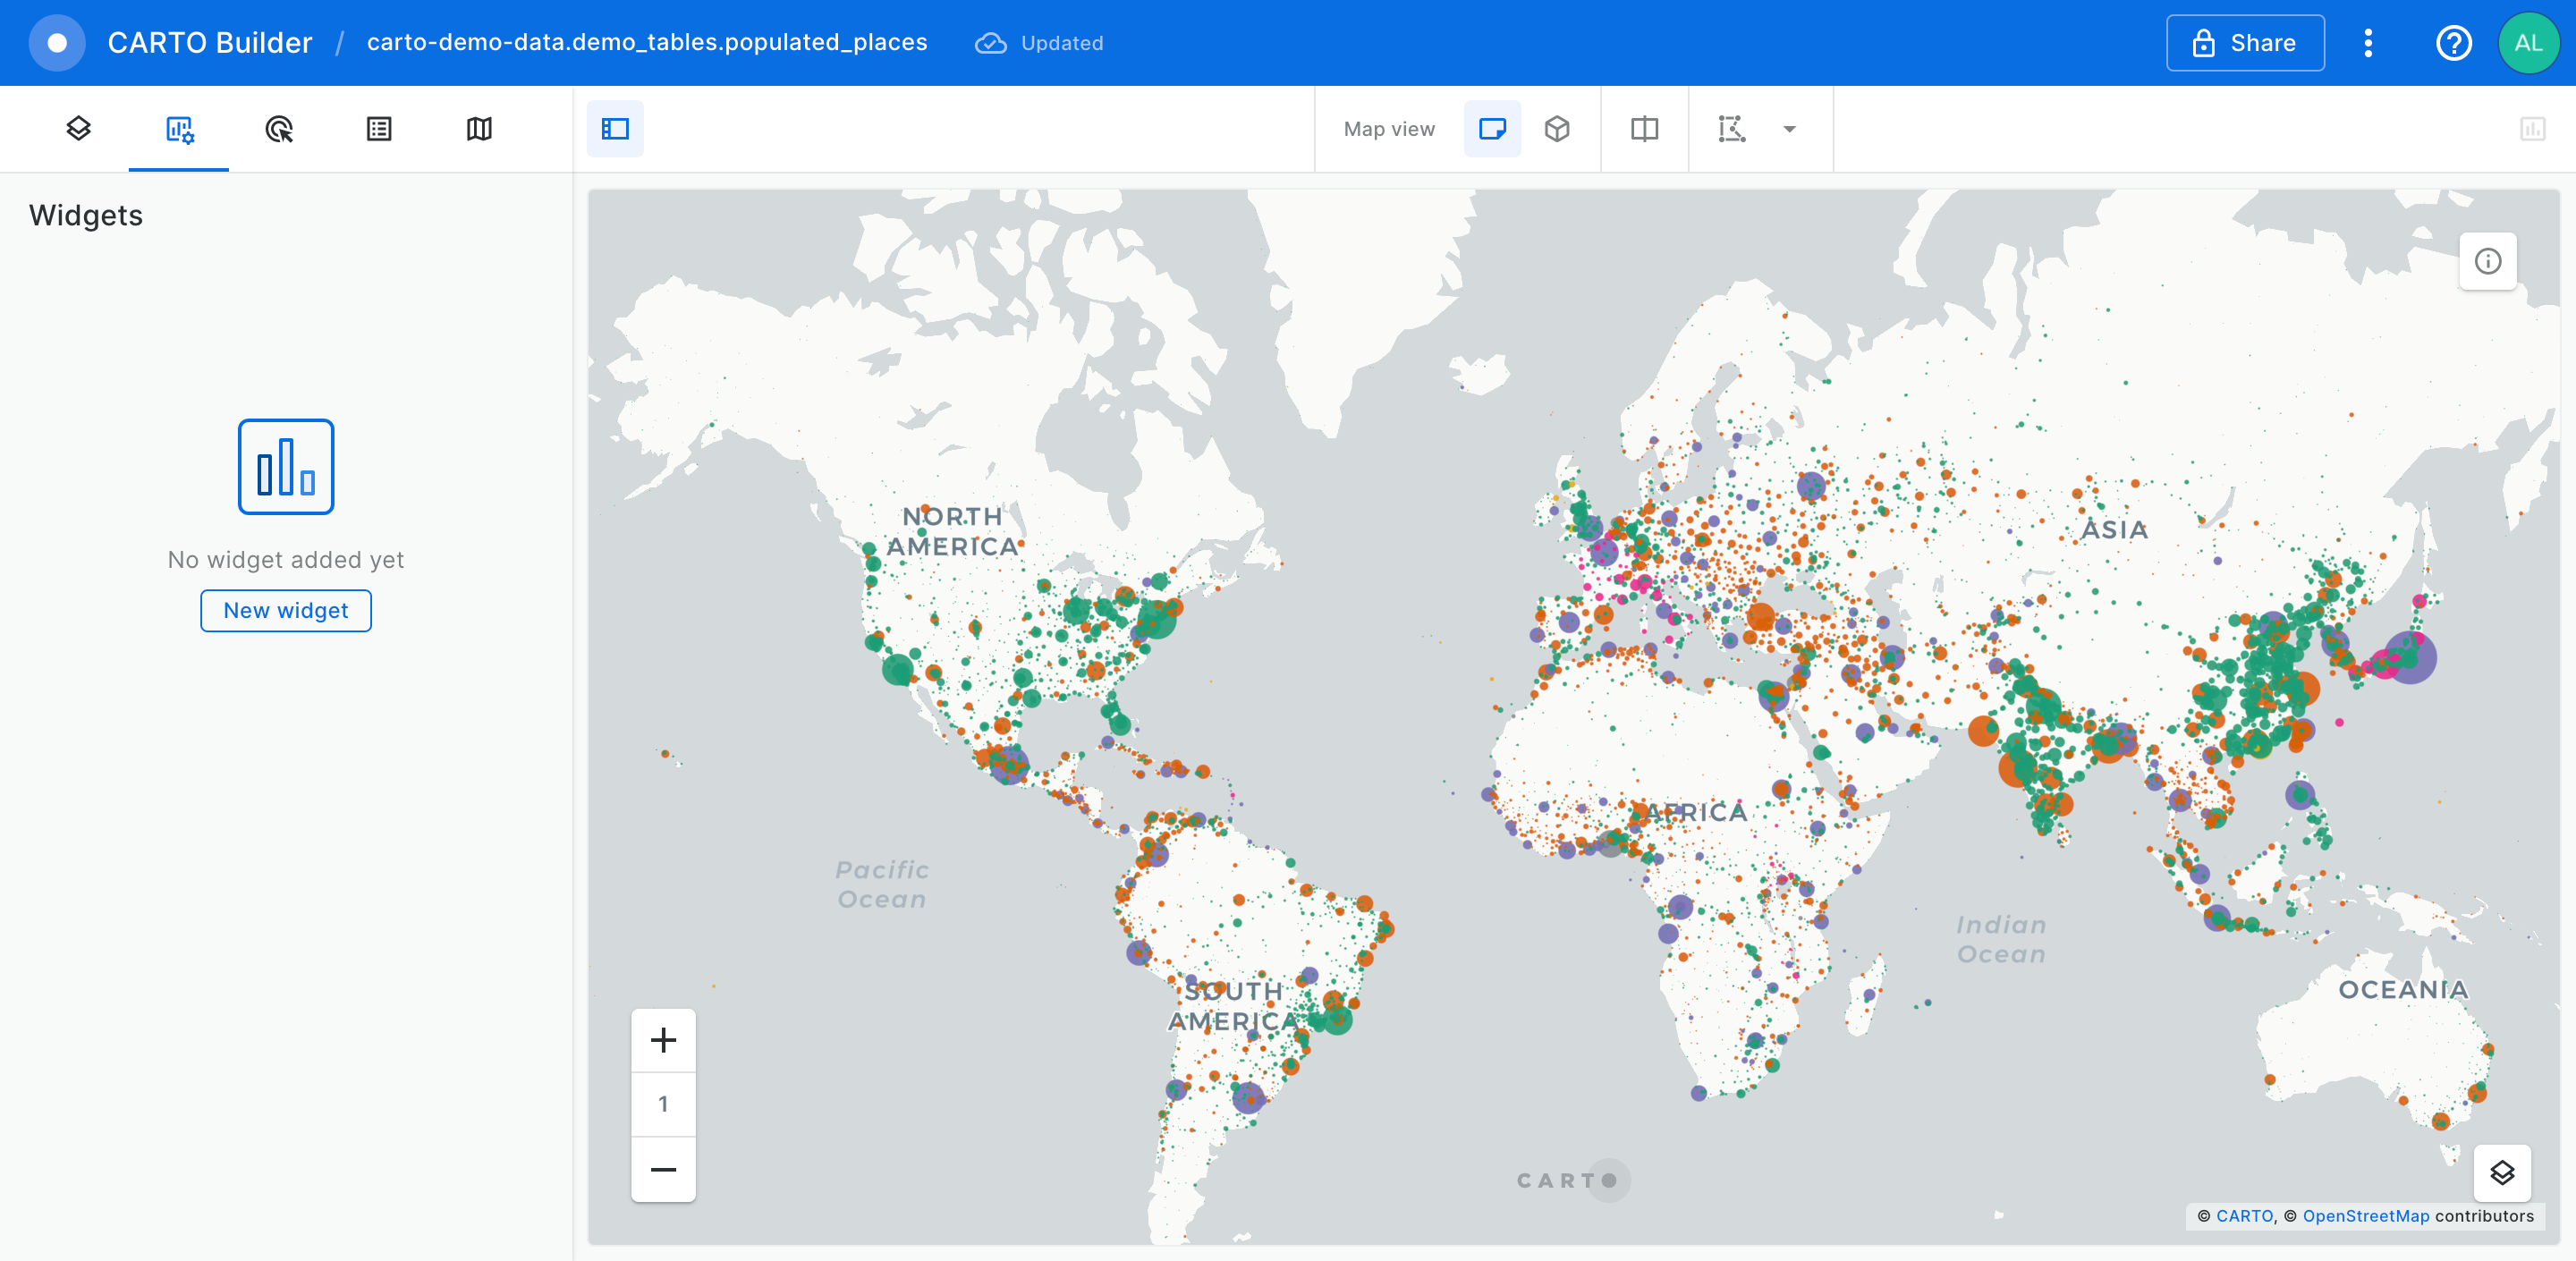 CARTO Builder / carto-demo-data.demo_tables.populated_places Updated Share AL
Map view
Widgets
No widget added yet
New widget
NORTH
AMERICA
ASIA
AFRICA
Pacific
Ocean
Indian
Ocean
SOUTH
AMERICA
OCEANIA
1
CARTO
© CARTO, © OpenStreetMap contributors